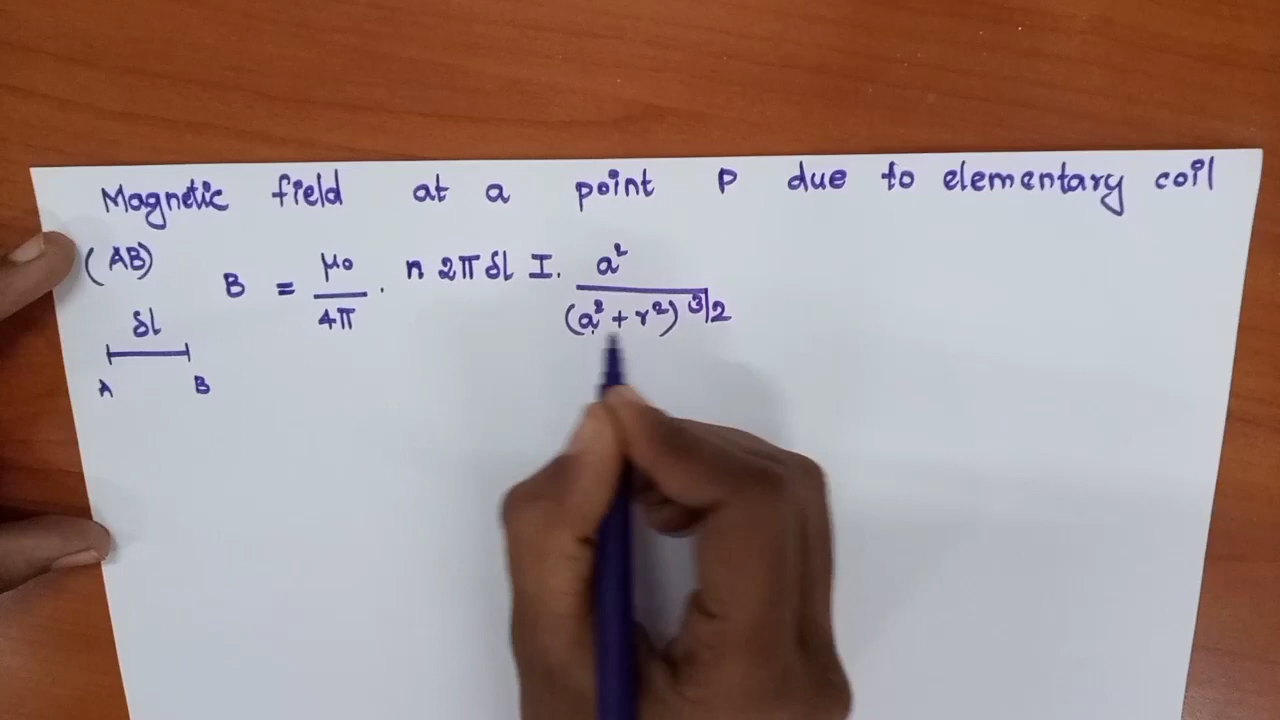 Magnetic field at a point P due to elementary coil
(AB) B = μ₀/4π . n 2π δl I . a²/(a²+r²)^3/2
δl
A B